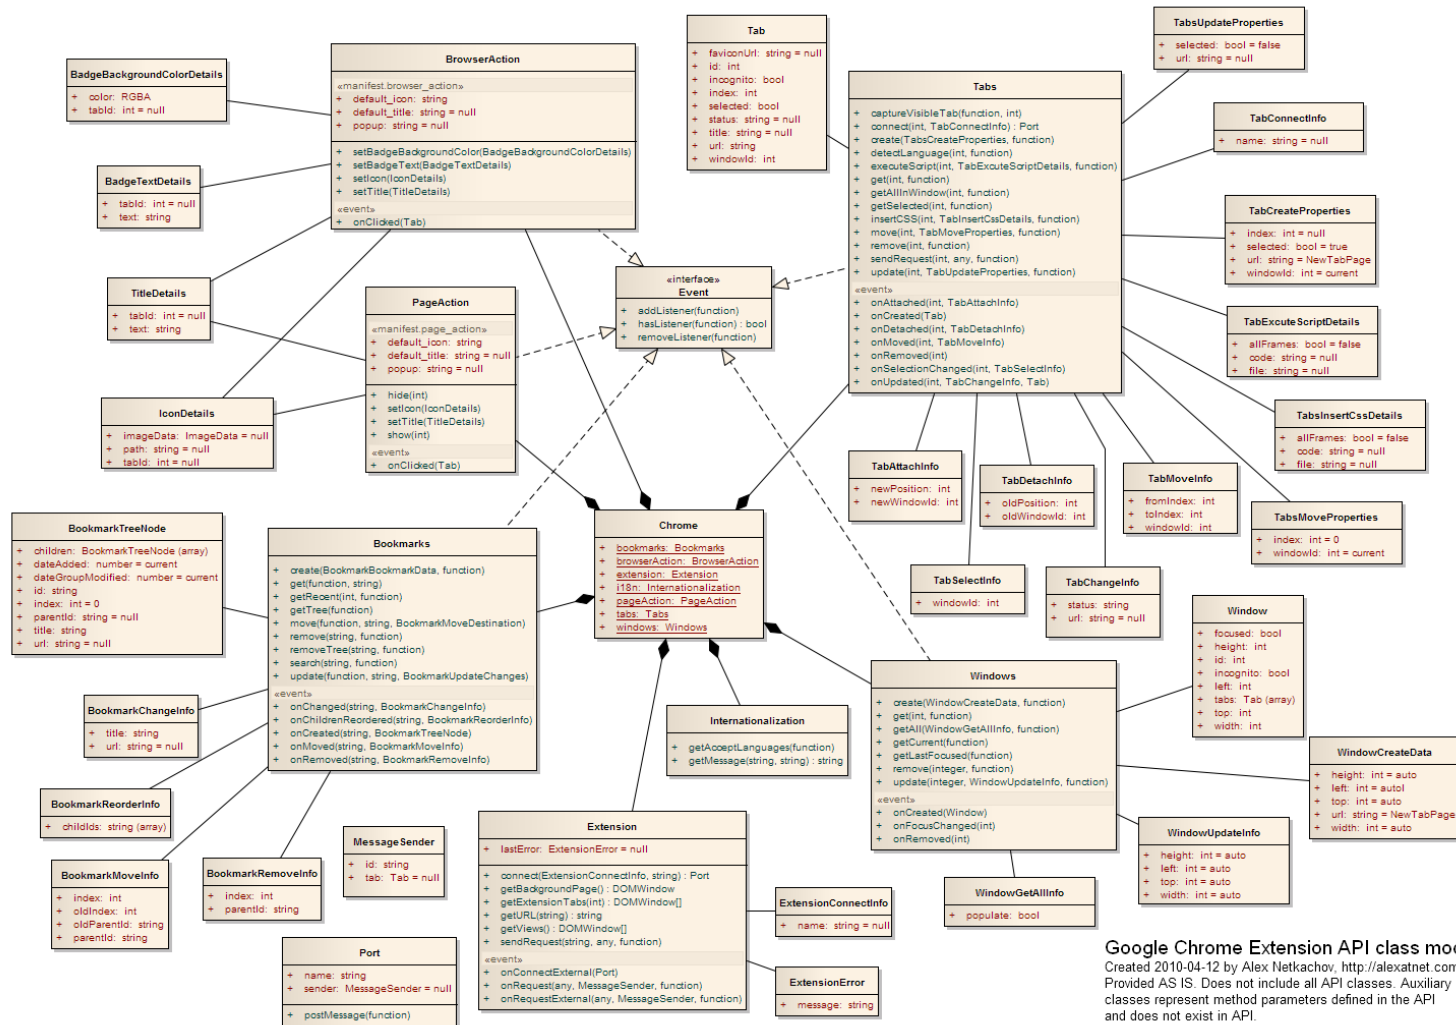 BadgeBackgroundColorDetails
+ color: RGBA
+ tabId: int = null
BrowserAction
«manifest.browser_action»
+ default_icon: string
+ default_title: string = null
+ popup: string = null
+ setBadgeBackgroundColor(BadgeBackgroundColorDetails)
+ setBadgeText(BadgeTextDetails)
+ setIcon(IconDetails)
+ setTitle(TitleDetails)
«event»
+ onClicked(Tab)
Tab
+ faviconUrl: string = null
+ id: int
+ incognito: bool
+ index: int
+ selected: bool
+ status: string = null
+ title: string = null
+ url: string
+ windowId: int
Tabs
+ captureVisibleTab(function, int)
+ connect(int, TabConnectInfo) : Port
+ create(TabsCreateProperties, function)
+ detectLanguage(int, function)
+ executeScript(int, TabExcuteScriptDetails, function)
+ get(int, function)
+ getAllInWindow(int, function)
+ getSelected(int, function)
+ insertCSS(int, TabInsertCssDetails, function)
+ move(int, TabMoveProperties, function)
+ remove(int, function)
+ sendRequest(int, any, function)
+ update(int, TabUpdateProperties, function)
«event»
+ onAttached(int, TabAttachInfo)
+ onCreated(Tab)
+ onDetached(int, TabDetachInfo)
+ onMoved(int, TabMoveInfo)
+ onRemoved(int)
+ onSelectionChanged(int, TabSelectInfo)
+ onUpdated(int, TabChangeInfo, Tab)
TabsUpdateProperties
+ selected: bool = false
+ url: string = null
TabConnectInfo
+ name: string = null
BadgeTextDetails
+ tabId: int = null
+ text: string
TabCreateProperties
+ index: int = null
+ selected: bool = true
+ url: string = NewTabPage
+ windowId: int = current
TitleDetails
+ tabId: int = null
+ text: string
PageAction
«manifest.page_action»
+ default_icon: string
+ default_title: string = null
+ popup: string = null
+ hide(int)
+ setIcon(IconDetails)
+ setTitle(TitleDetails)
+ show(int)
«event»
+ onClicked(Tab)
«interface»
Event
+ addListener(function)
+ hasListener(function) : bool
+ removeListener(function)
TabExcuteScriptDetails
+ allFrames: bool = false
+ code: string = null
+ file: string = null
IconDetails
+ imageData: ImageData = null
+ path: string = null
+ tabId: int = null
TabsInsertCssDetails
+ allFrames: bool = false
+ code: string = null
+ file: string = null
TabAttachInfo
+ newPosition: int
+ newWindowId: int
TabDetachInfo
+ oldPosition: int
+ oldWindowId: int
TabMoveInfo
+ fromIndex: int
+ toIndex: int
+ windowId: int
TabsMoveProperties
+ index: int = 0
+ windowId: int = current
BookmarkTreeNode
+ children: BookmarkTreeNode (array)
+ dateAdded: number = current
+ dateGroupModified: number = current
+ id: string
+ index: int = 0
+ parentId: string = null
+ title: string
+ url: string = null
Bookmarks
+ create(BookmarkBookmarkData, function)
+ get(function, string)
+ getRecent(int, function)
+ getTree(function)
+ move(function, string, BookmarkMoveDestination)
+ remove(string, function)
+ removeTree(string, function)
+ search(string, function)
+ update(function, string, BookmarkUpdateChanges)
«event»
+ onChanged(string, BookmarkChangeInfo)
+ onChildrenReordered(string, BookmarkReorderInfo)
+ onCreated(string, BookmarkTreeNode)
+ onMoved(string, BookmarkMoveInfo)
+ onRemoved(string, BookmarkRemoveInfo)
Chrome
+ bookmarks: Bookmarks
+ browserAction: BrowserAction
+ extension: Extension
+ i18n: Internationalization
+ pageAction: PageAction
+ tabs: Tabs
+ windows: Windows
TabSelectInfo
+ windowId: int
TabChangeInfo
+ status: string
+ url: string = null
Window
+ focused: bool
+ height: int
+ id: int
+ incognito: bool
+ left: int
+ tabs: Tab (array)
+ top: int
+ width: int
Windows
+ create(WindowCreateData, function)
+ get(int, function)
+ getAll(WindowGetAllInfo, function)
+ getCurrent(function)
+ getLastFocused(function)
+ remove(integer, function)
+ update(integer, WindowUpdateInfo, function)
«event»
+ onCreated(Window)
+ onFocusChanged(int)
+ onRemoved(int)
BookmarkChangeInfo
+ title: string
+ url: string = null
Internationalization
+ getAcceptLanguages(function)
+ getMessage(string, string) : string
WindowCreateData
+ height: int = auto
+ left: int = autol
+ top: int = auto
+ url: string = NewTabPage
+ width: int = auto
BookmarkReorderInfo
+ childIds: string (array)
MessageSender
+ id: string
+ tab: Tab = null
Extension
+ lastError: ExtensionError = null
+ connect(ExtensionConnectInfo, string) : Port
+ getBackgroundPage() : DOMWindow
+ getExtensionTabs(int) : DOMWindow[]
+ getURL(string) : string
+ getViews() : DOMWindow[]
+ sendRequest(string, any, function)
«event»
+ onConnectExternal(Port)
+ onRequest(any, MessageSender, function)
+ onRequestExternal(any, MessageSender, function)
WindowUpdateInfo
+ height: int = auto
+ left: int = auto
+ top: int = auto
+ width: int = auto
BookmarkMoveInfo
+ index: int
+ oldIndex: int
+ oldParentId: string
+ parentId: string
BookmarkRemoveInfo
+ index: int
+ parentId: string
WindowGetAllInfo
+ populate: bool
ExtensionConnectInfo
+ name: string = null
Port
+ name: string
+ sender: MessageSender = null
+ postMessage(function)
ExtensionError
+ message: string
Google Chrome Extension API class mo
Created 2010-04-12 by Alex Netkachov, http://alexatnet.com
Provided AS IS. Does not include all API classes. Auxiliary
classes represent method parameters defined in the API
and does not exist in API.